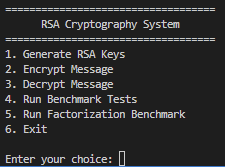 ===================================
RSA Cryptography System
===================================
1. Generate RSA Keys
2. Encrypt Message
3. Decrypt Message
4. Run Benchmark Tests
5. Run Factorization Benchmark
6. Exit
Enter your choice: